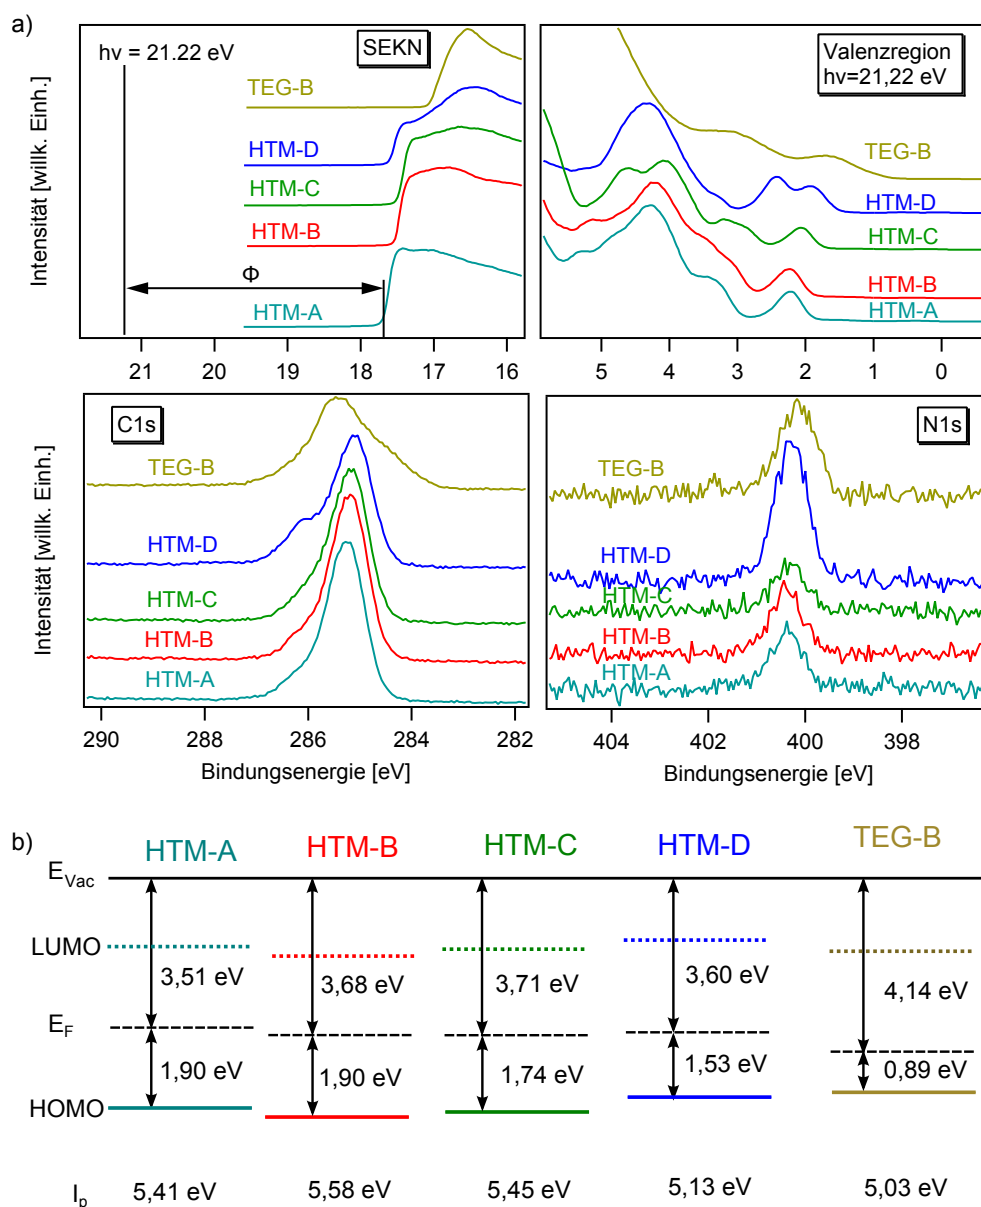 a)
hv = 21.22 eV
SEKN
Valenzregion
hv=21,22 eV
Intensität [willk. Einh.]
TEG-B
HTM-D
HTM-C
HTM-B
Φ
HTM-A
TEG-B
HTM-D
HTM-C
HTM-B
HTM-A
21 20 19 18 17 16
5 4 3 2 1 0
C1s
N1s
Intensität [willk. Einh.]
TEG-B
HTM-D
HTM-C
HTM-B
HTM-A
TEG-B
HTM-D
HTM-C
HTM-B
HTM-A
290 288 286 284 282
404 402 400 398
Bindungsenergie [eV]
Bindungsenergie [eV]
b)
HTM-A HTM-B HTM-C HTM-D TEG-B
E_Vac
LUMO
3,51 eV 3,68 eV 3,71 eV 3,60 eV 4,14 eV
E_F
1,90 eV 1,90 eV 1,74 eV 1,53 eV 0,89 eV
HOMO
I_p 5,41 eV 5,58 eV 5,45 eV 5,13 eV 5,03 eV